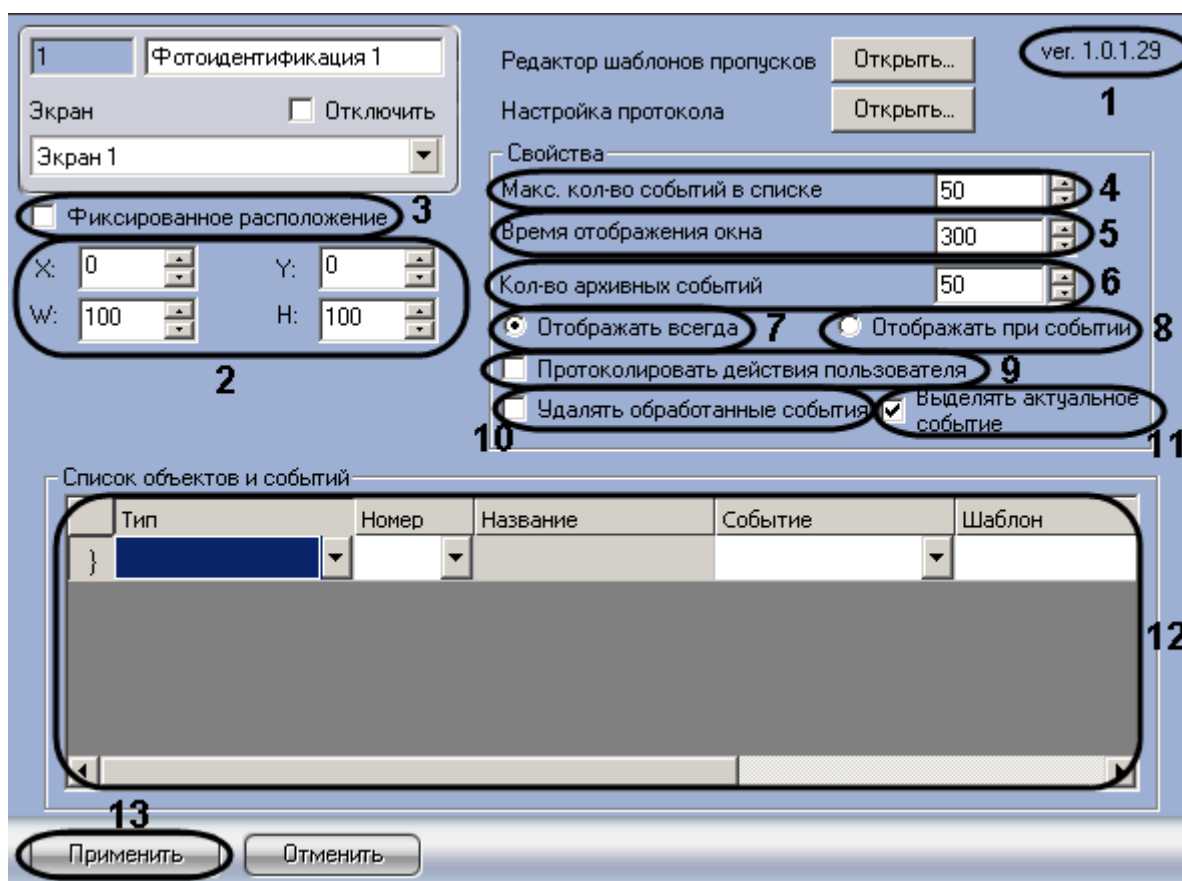 1
Фотоидентификация 1
Экран
Отключить
Экран 1
Фиксированное расположение
3
X:
0
Y:
0
W:
100
H:
100
2
Редактор шаблонов пропусков
Открыть...
ver. 1.0.1.29
1
Настройка протокола
Открыть...
Свойства
Макс. кол-во событий в списке
50
4
Время отображения окна
300
5
Кол-во архивных событий
50
6
Отображать всегда
7
Отображать при событии
8
Протоколировать действия пользователя
9
Удалять обработанные события
10
Выделять актуальное
событие
11
Список объектов и событий
Тип
Номер
Название
Событие
Шаблон
}
12
13
Применить
Отменить